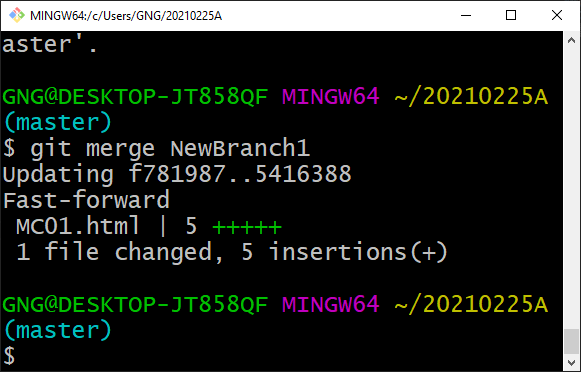 MINGW64:/c/Users/GNG/20210225A
aster'.
GNG@DESKTOP-JT858QF MINGW64 ~/20210225A
(master)
$ git merge NewBranch1
Updating f781987..5416388
Fast-forward
 MC01.html | 5 +++++
 1 file changed, 5 insertions(+)
GNG@DESKTOP-JT858QF MINGW64 ~/20210225A
(master)
$